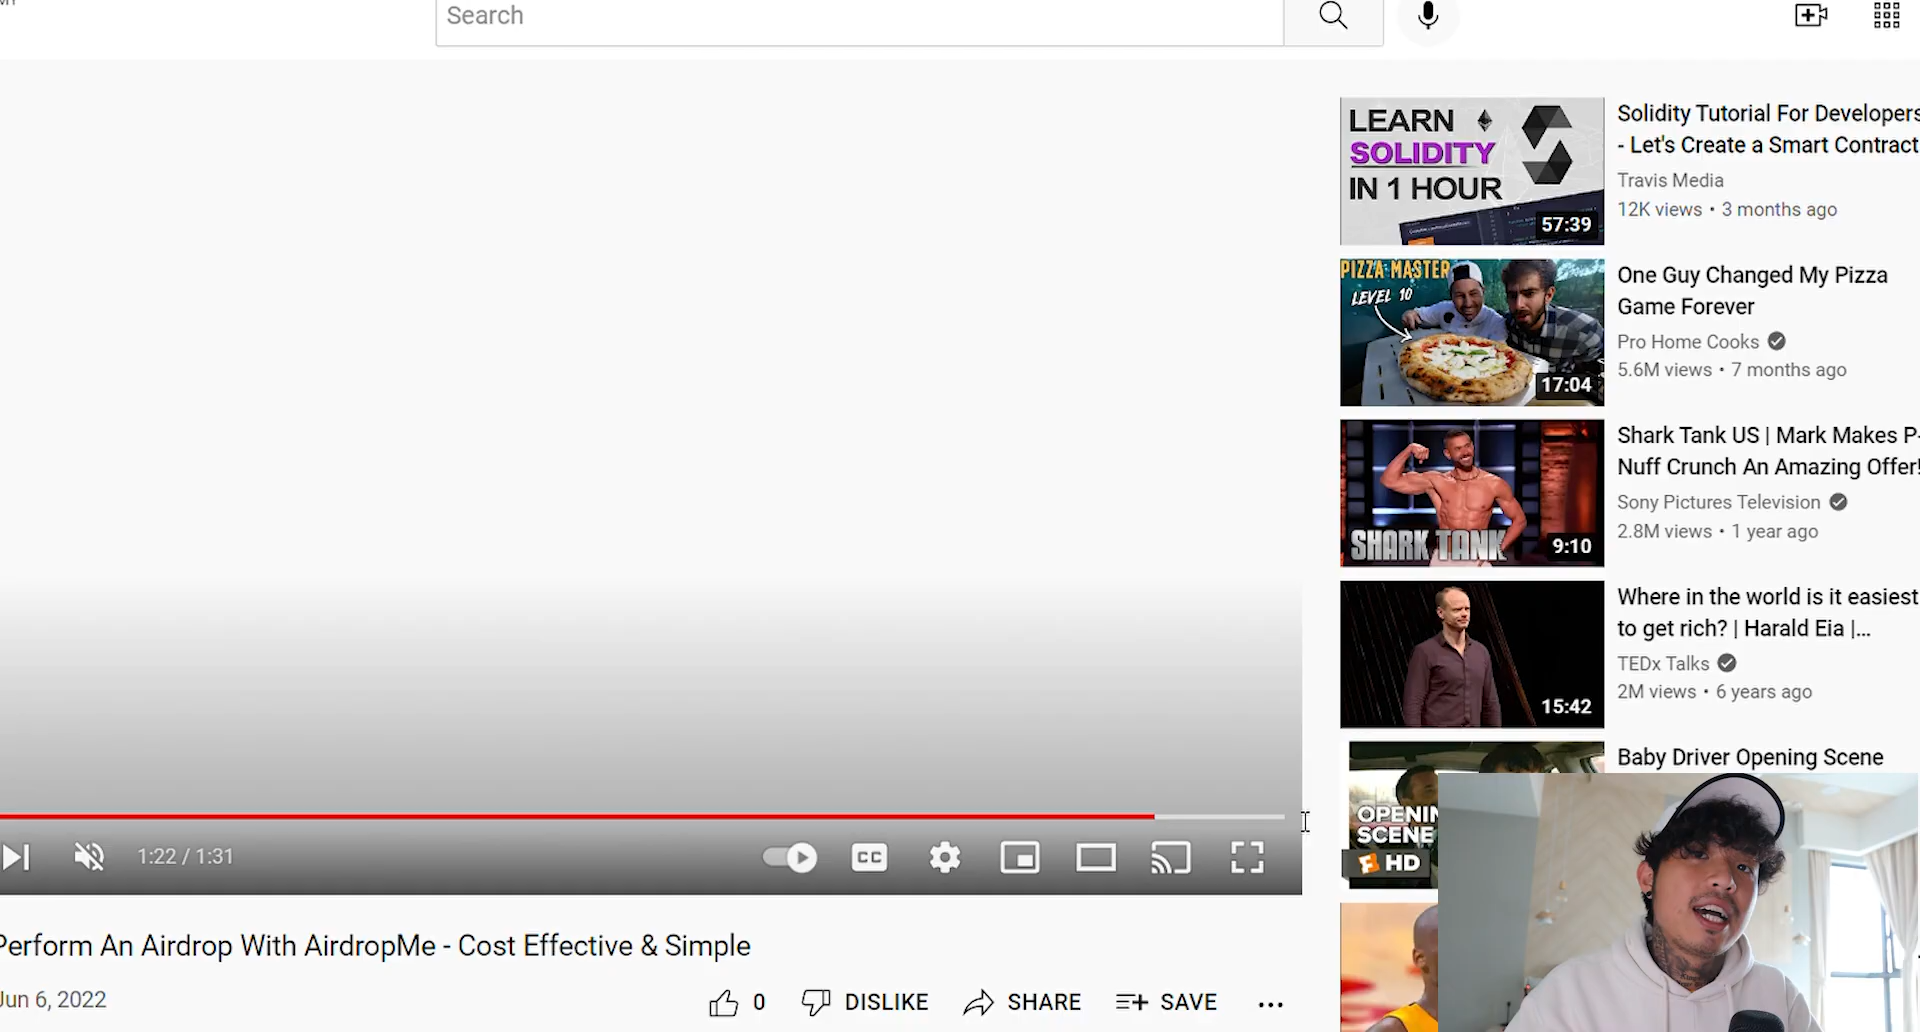 Search
LEARN
SOLIDITY
IN 1 HOUR
57:39
Solidity Tutorial For Developers
- Let's Create a Smart Contract
Travis Media
12K views • 3 months ago
PIZZA MASTER
LEVEL 10
17:04
One Guy Changed My Pizza
Game Forever
Pro Home Cooks
5.6M views • 7 months ago
SHARK TANK
9:10
Shark Tank US | Mark Makes P-
Nuff Crunch An Amazing Offer!
Sony Pictures Television
2.8M views • 1 year ago
15:42
Where in the world is it easiest
to get rich? | Harald Eia |...
TEDx Talks
2M views • 6 years ago
SCENE
HD
Baby Driver Opening Scene
1:22 / 1:31
CC
Perform An Airdrop With AirdropMe - Cost Effective & Simple
Jun 6, 2022
0 DISLIKE SHARE SAVE